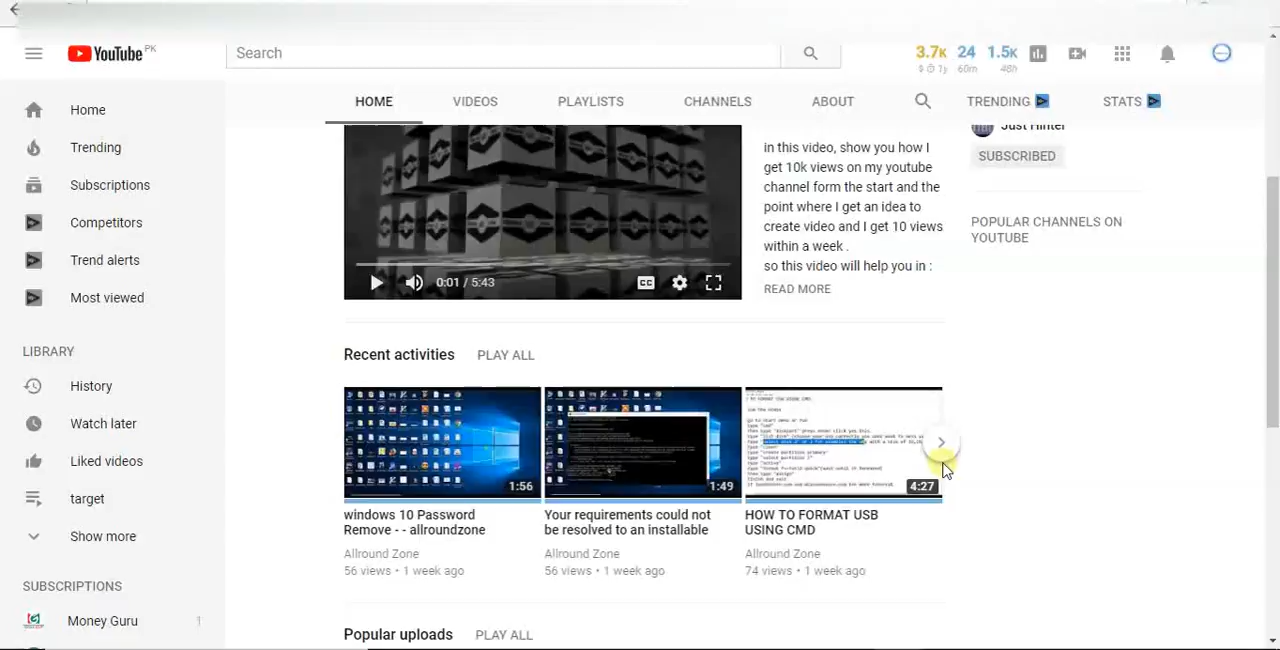 YouTube PK
Search
3.7K 24 1.5K
1y 60m 48h
HOME VIDEOS PLAYLISTS CHANNELS ABOUT TRENDING STATS
Home
Trending
Subscriptions
Competitors
Trend alerts
Most viewed
LIBRARY
History
Watch later
Liked videos
target
Show more
SUBSCRIPTIONS
Money Guru 1
0:01 / 5:43
CC
in this video, show you how I
get 10k views on my youtube
channel form the start and the
point where I get an idea to
create video and I get 10 views
within a week .
so this video will help you in :
READ MORE
Just Hinter
SUBSCRIBED
POPULAR CHANNELS ON
YOUTUBE
Recent activities PLAY ALL
1:56
windows 10 Password
Remove - - allroundzone
Allround Zone
56 views • 1 week ago
1:49
Your requirements could not
be resolved to an installable
Allround Zone
56 views • 1 week ago
4:27
HOW TO FORMAT USB
USING CMD
Allround Zone
74 views • 1 week ago
Popular uploads PLAY ALL